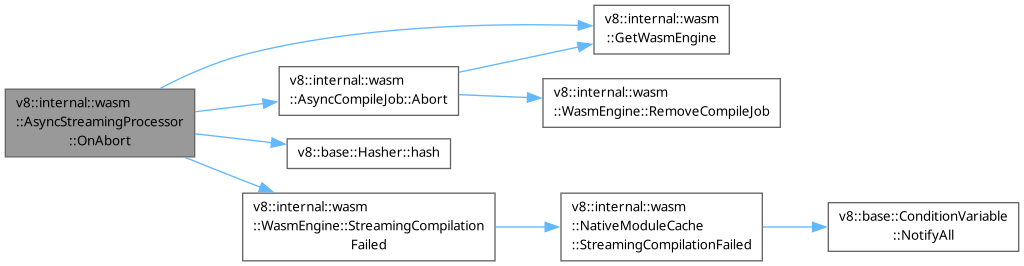 v8::internal::wasm
::AsyncStreamingProcessor
::OnAbort
v8::internal::wasm
::GetWasmEngine
v8::internal::wasm
::AsyncCompileJob::Abort
v8::internal::wasm
::WasmEngine::RemoveCompileJob
v8::base::Hasher::hash
v8::internal::wasm
::WasmEngine::StreamingCompilation
Failed
v8::internal::wasm
::NativeModuleCache
::StreamingCompilationFailed
v8::base::ConditionVariable
::NotifyAll